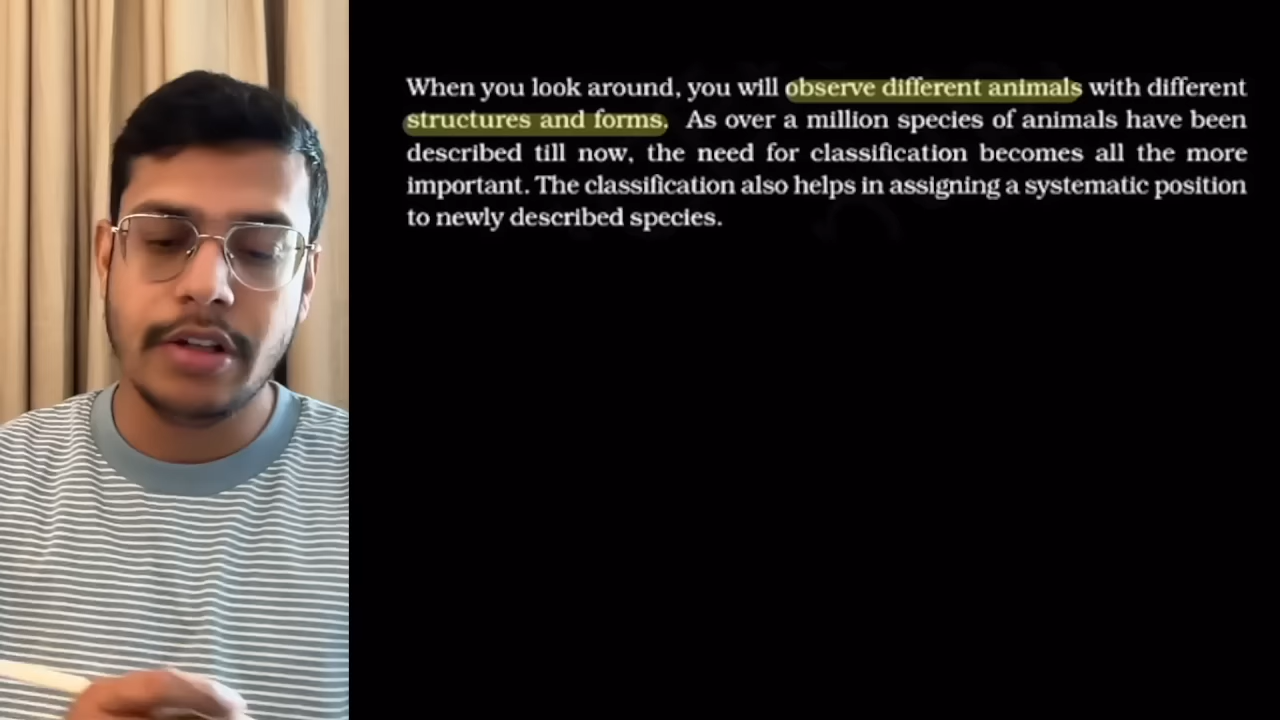 When you look around, you will observe different animals with different
structures and forms. As over a million species of animals have been
described till now, the need for classification becomes all the more
important. The classification also helps in assigning a systematic position
to newly described species.